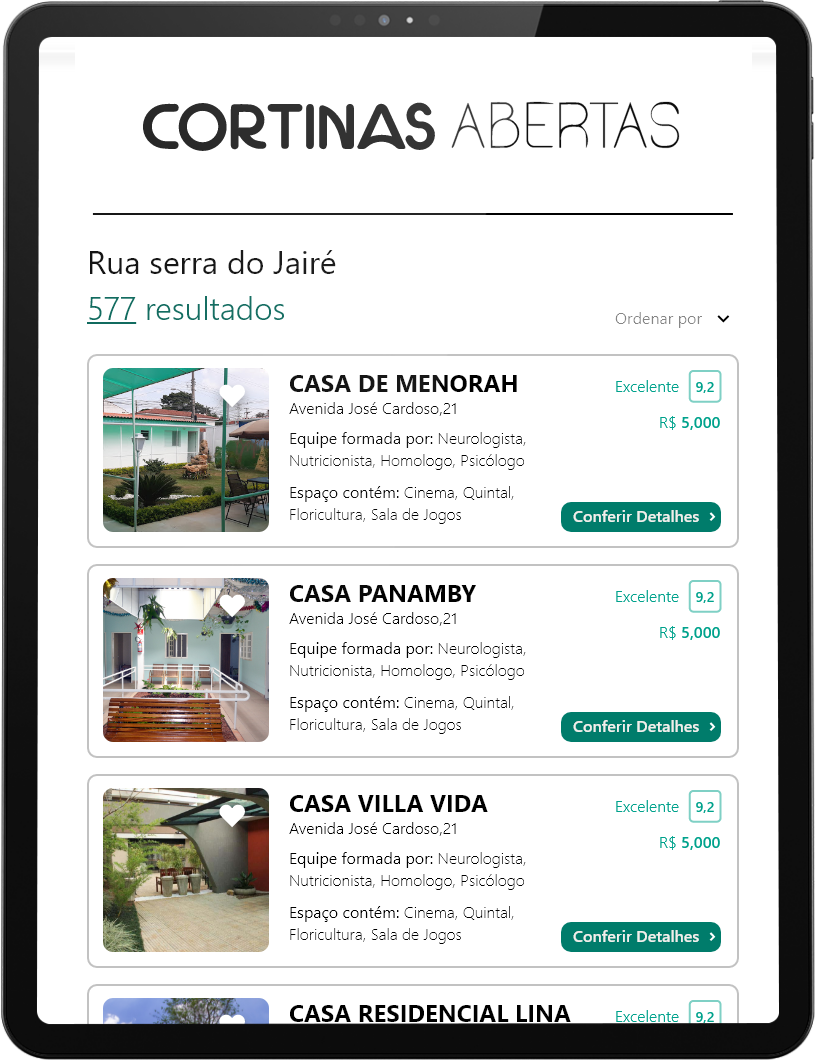 CORTINAS ABERTAS
Rua serra do Jairé
577 resultados
Ordenar por
CASA DE MENORAH
Excelente 9,2
Avenida José Cardoso,21
R$ 5,000
Equipe formada por: Neurologista,
Nutricionista, Homologo, Psicólogo
Espaço contém: Cinema, Quintal,
Floricultura, Sala de Jogos
Conferir Detalhes
CASA PANAMBY
Excelente 9,2
Avenida José Cardoso,21
R$ 5,000
Equipe formada por: Neurologista,
Nutricionista, Homologo, Psicólogo
Espaço contém: Cinema, Quintal,
Floricultura, Sala de Jogos
Conferir Detalhes
CASA VILLA VIDA
Excelente 9,2
Avenida José Cardoso,21
R$ 5,000
Equipe formada por: Neurologista,
Nutricionista, Homologo, Psicólogo
Espaço contém: Cinema, Quintal,
Floricultura, Sala de Jogos
Conferir Detalhes
CASA RESIDENCIAL LINA
Excelente 9,2